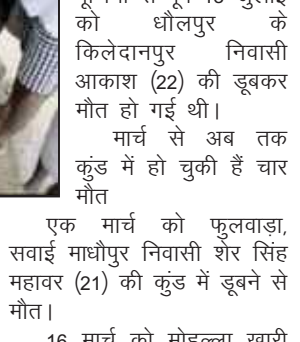 को धौलपुर के
किलेदानपुर निवासी
आकाश (22) की डूबकर
मौत हो गई थी।
मार्च से अब तक
कुंड में हो चुकी हैं चार
मौत
एक मार्च को फुलवाड़ा,
सवाई माधौपुर निवासी शेर सिंह
महावर (21) की कुंड में डूबने से
मौत।
16 मार्च को मोहल्ला खारी